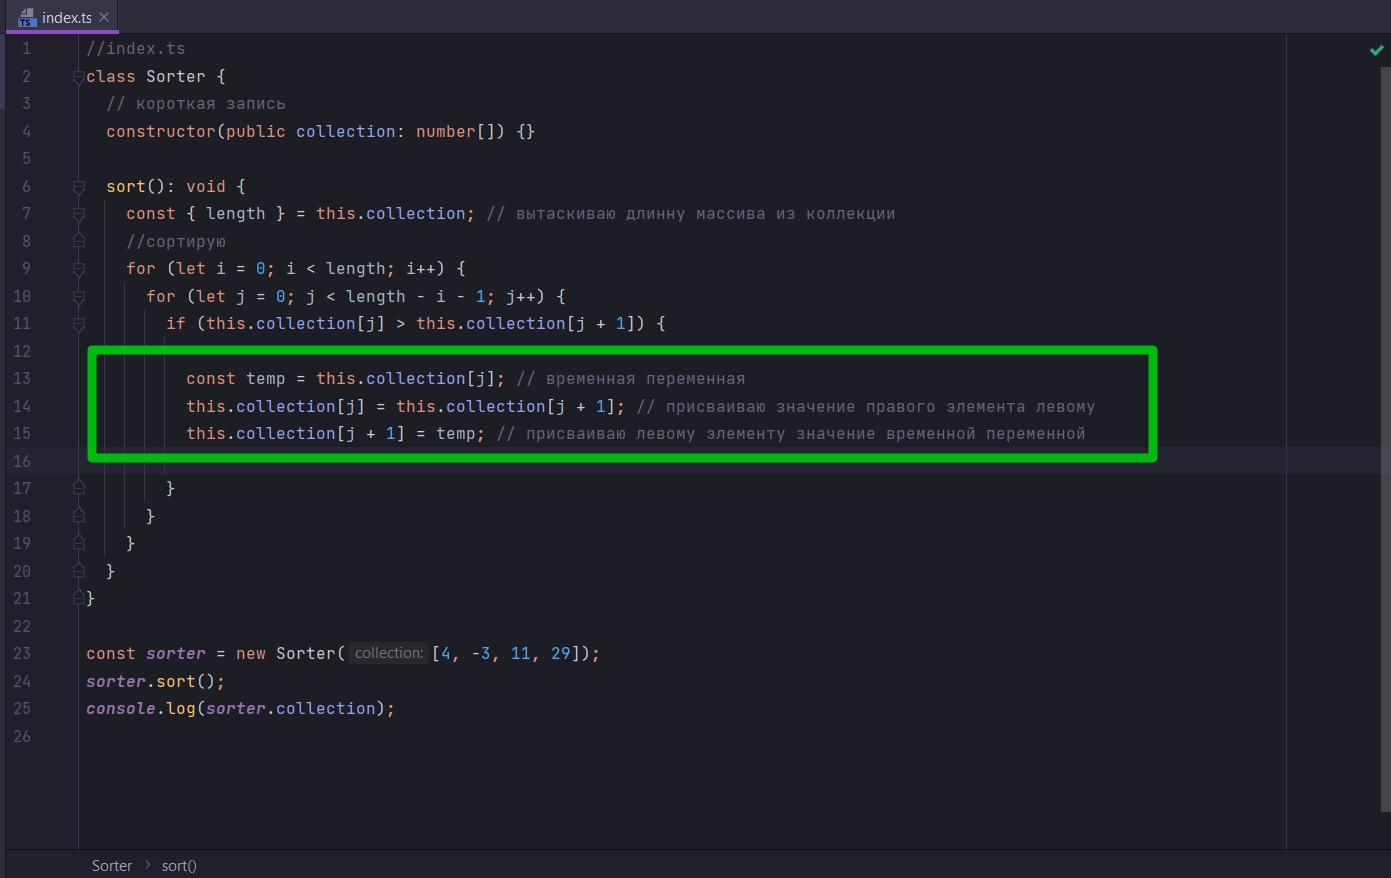 index.ts
1 //index.ts
2 class Sorter {
3 // короткая запись
4 constructor(public collection: number[]) {}
5
6 sort(): void {
7 const { length } = this.collection; // вытаскиваю длинну массива из коллекции
8 //сортирую
9 for (let i = 0; i < length; i++) {
10 for (let j = 0; j < length - i - 1; j++) {
11 if (this.collection[j] > this.collection[j + 1]) {
12
13 const temp = this.collection[j]; // временная переменная
14 this.collection[j] = this.collection[j + 1]; // присваиваю значение правого элемента левому
15 this.collection[j + 1] = temp; // присваиваю левому элементу значение временной переменной
16
17 }
18 }
19 }
20 }
21 }
22
23 const sorter = new Sorter( collection: [4, -3, 11, 29]);
24 sorter.sort();
25 console.log(sorter.collection);
26
Sorter > sort()